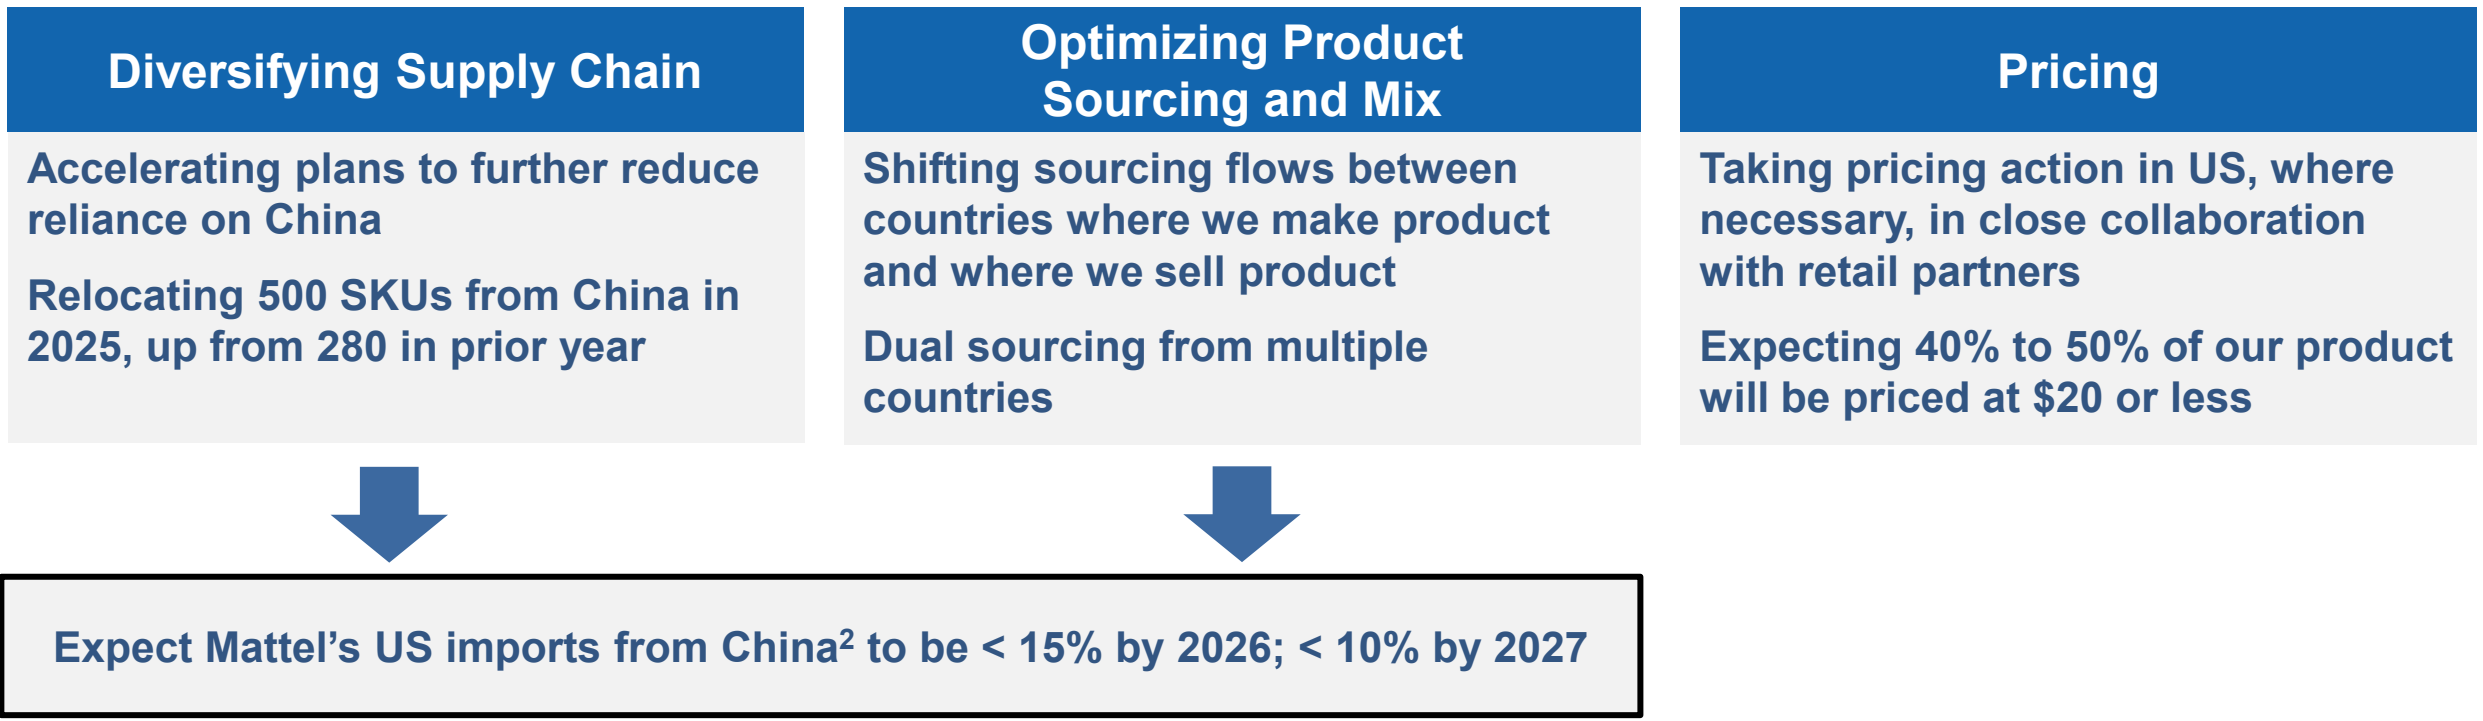 Diversifying Supply Chain
Accelerating plans to further reduce
reliance on China
Relocating 500 SKUs from China in
2025, up from 280 in prior year
Optimizing Product
Sourcing and Mix
Shifting sourcing flows between
countries where we make product
and where we sell product
Dual sourcing from multiple
countries
Pricing
Taking pricing action in US, where
necessary, in close collaboration
with retail partners
Expecting 40% to 50% of our product
will be priced at $20 or less
Expect Mattel’s US imports from China² to be < 15% by 2026; < 10% by 2027